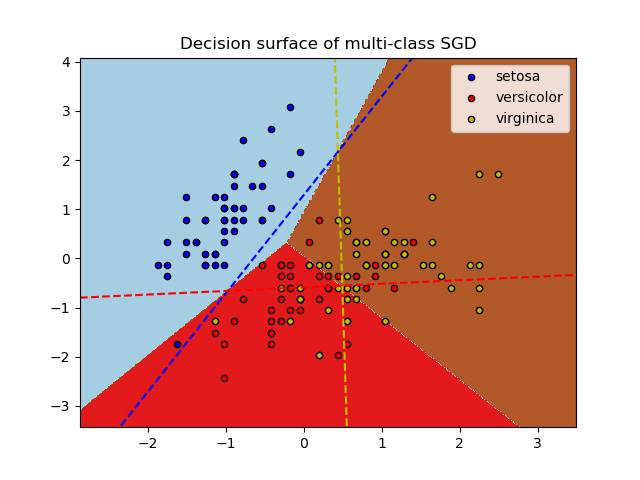 Decision surface of multi-class SGD
setosa
versicolor
virginica
4
3
2
1
0
−1
−2
−3
−2 −1 0 1 2 3